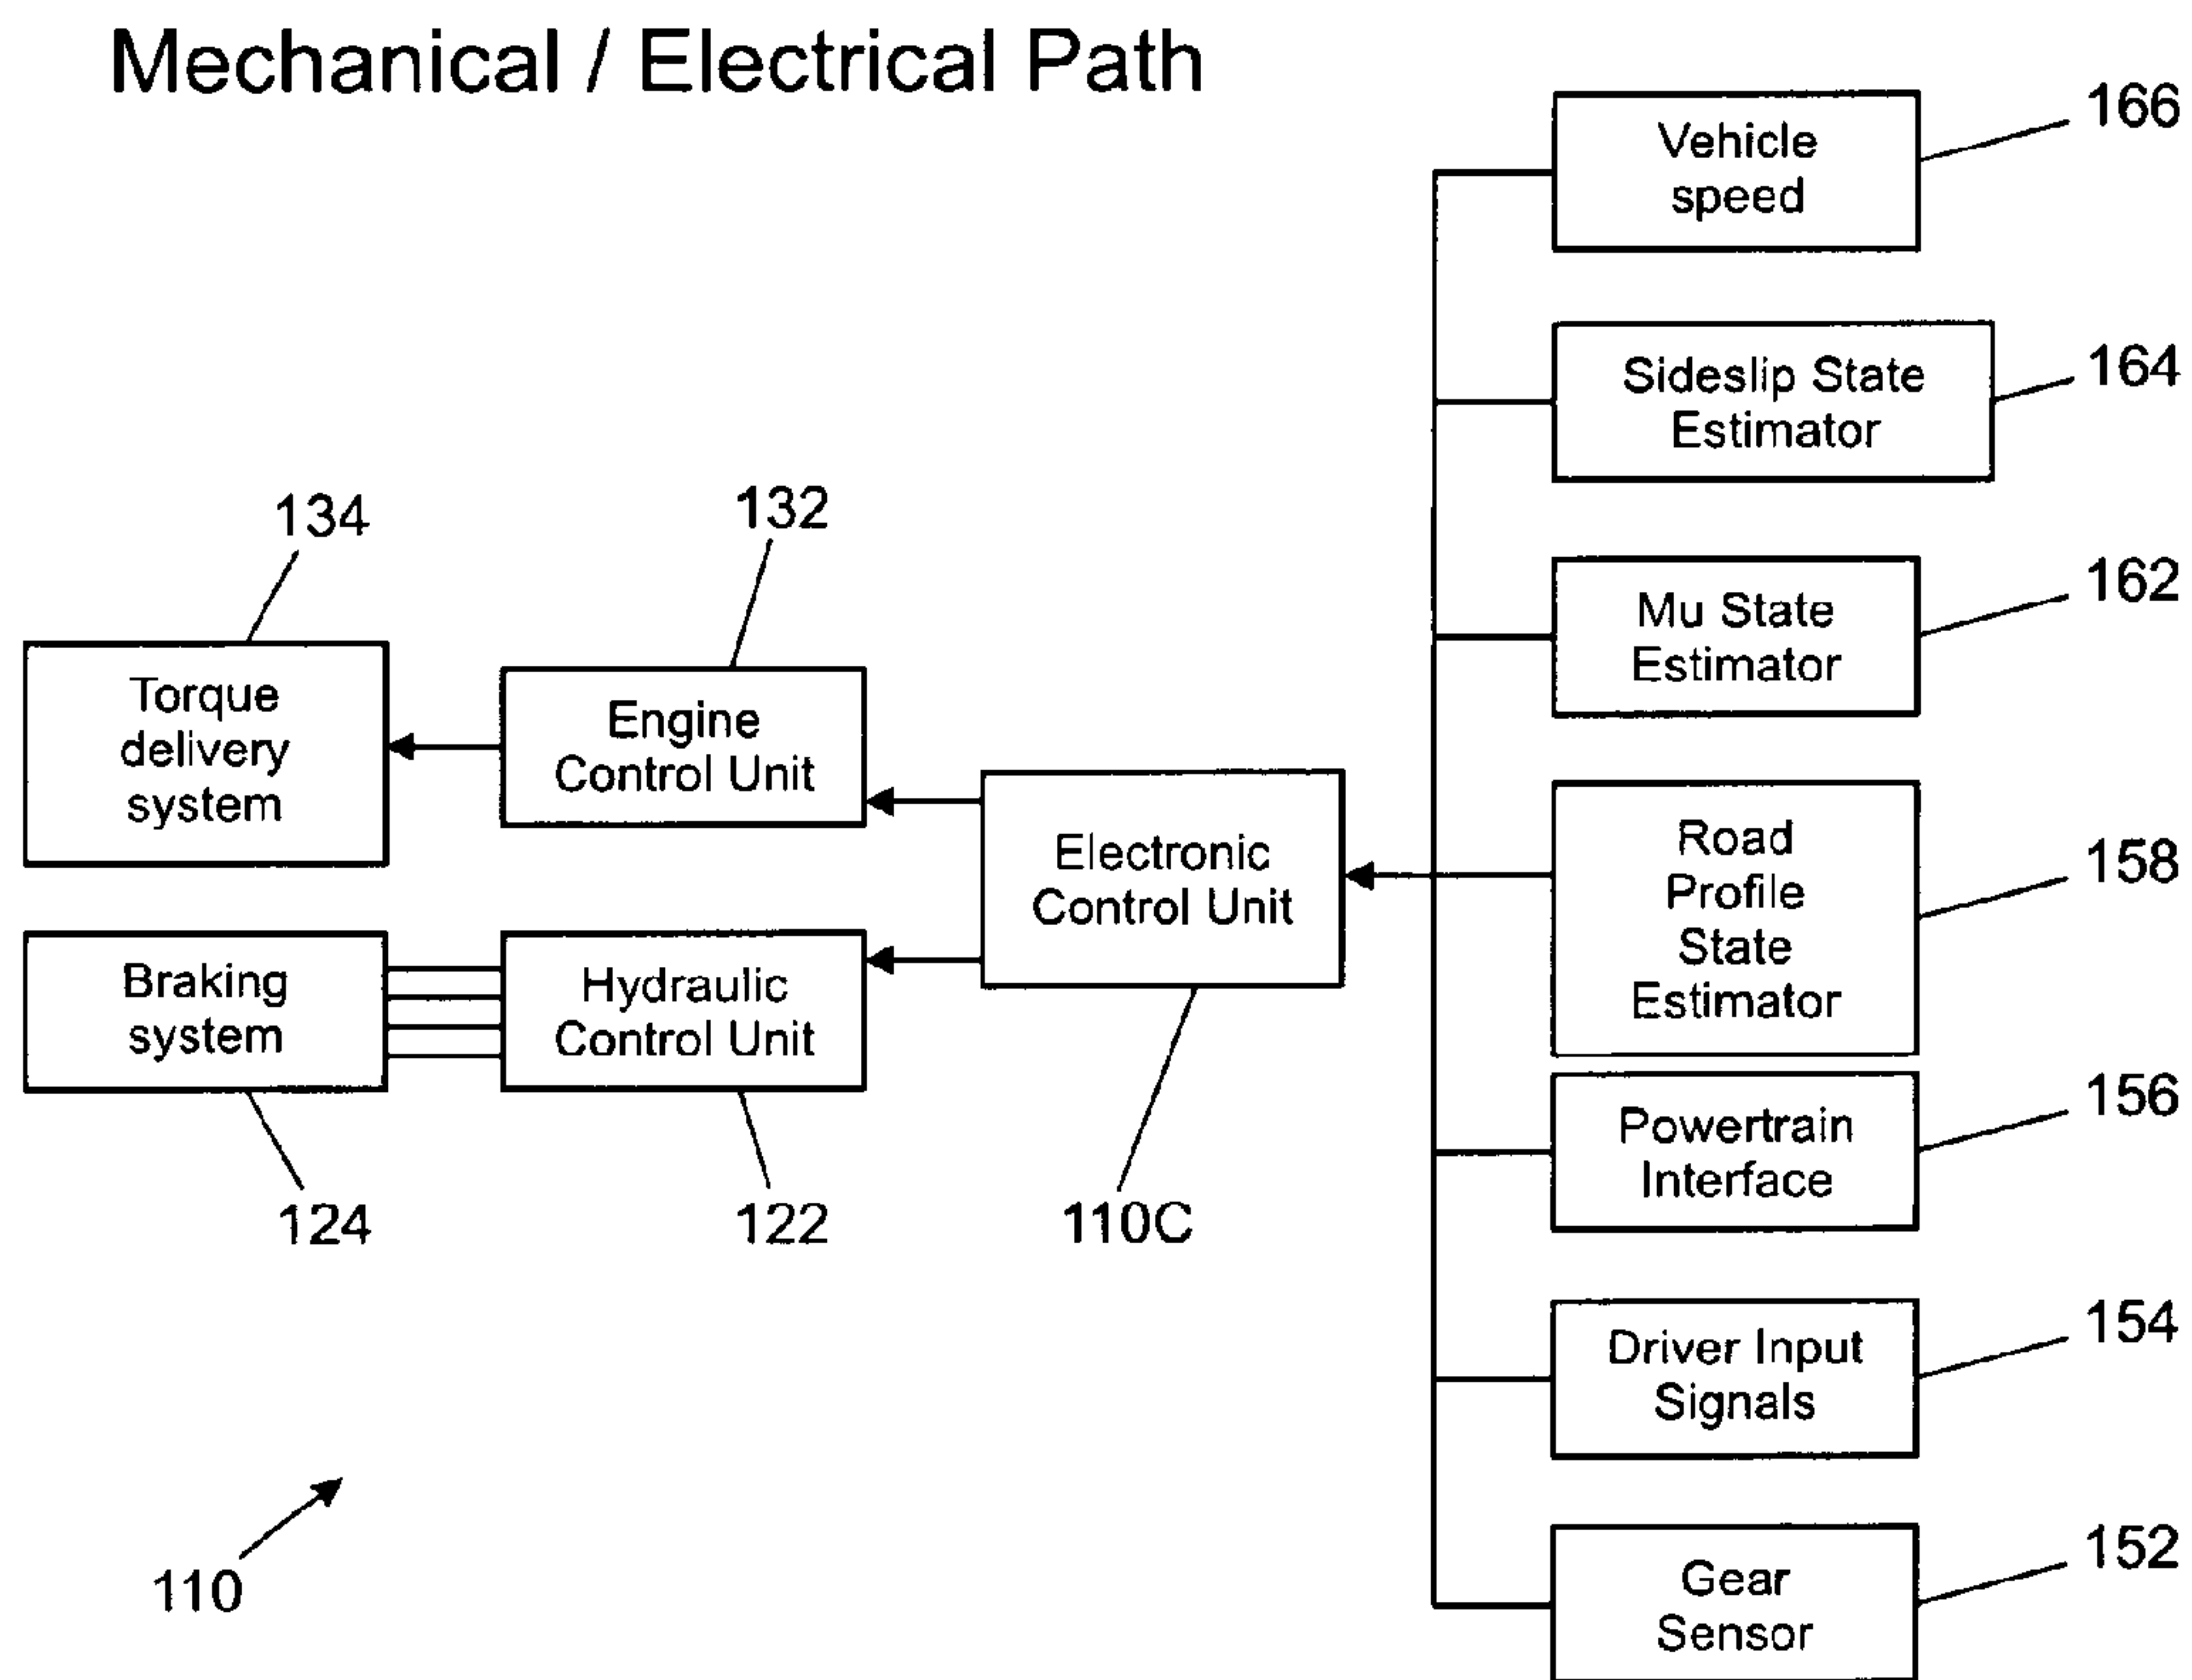 Mechanical / Electrical Path
166
Vehicle
speed
164
Sideslip State
Estimator
162
Mu State
Estimator
134
132
Torque
delivery
system
Engine
Control Unit
Electronic
Control Unit
158
Road
Profile
State
Estimator
Braking
system
Hydraulic
Control Unit
124
122
110C
156
Powertrain
Interface
154
Driver Input
Signals
152
Gear
Sensor
110